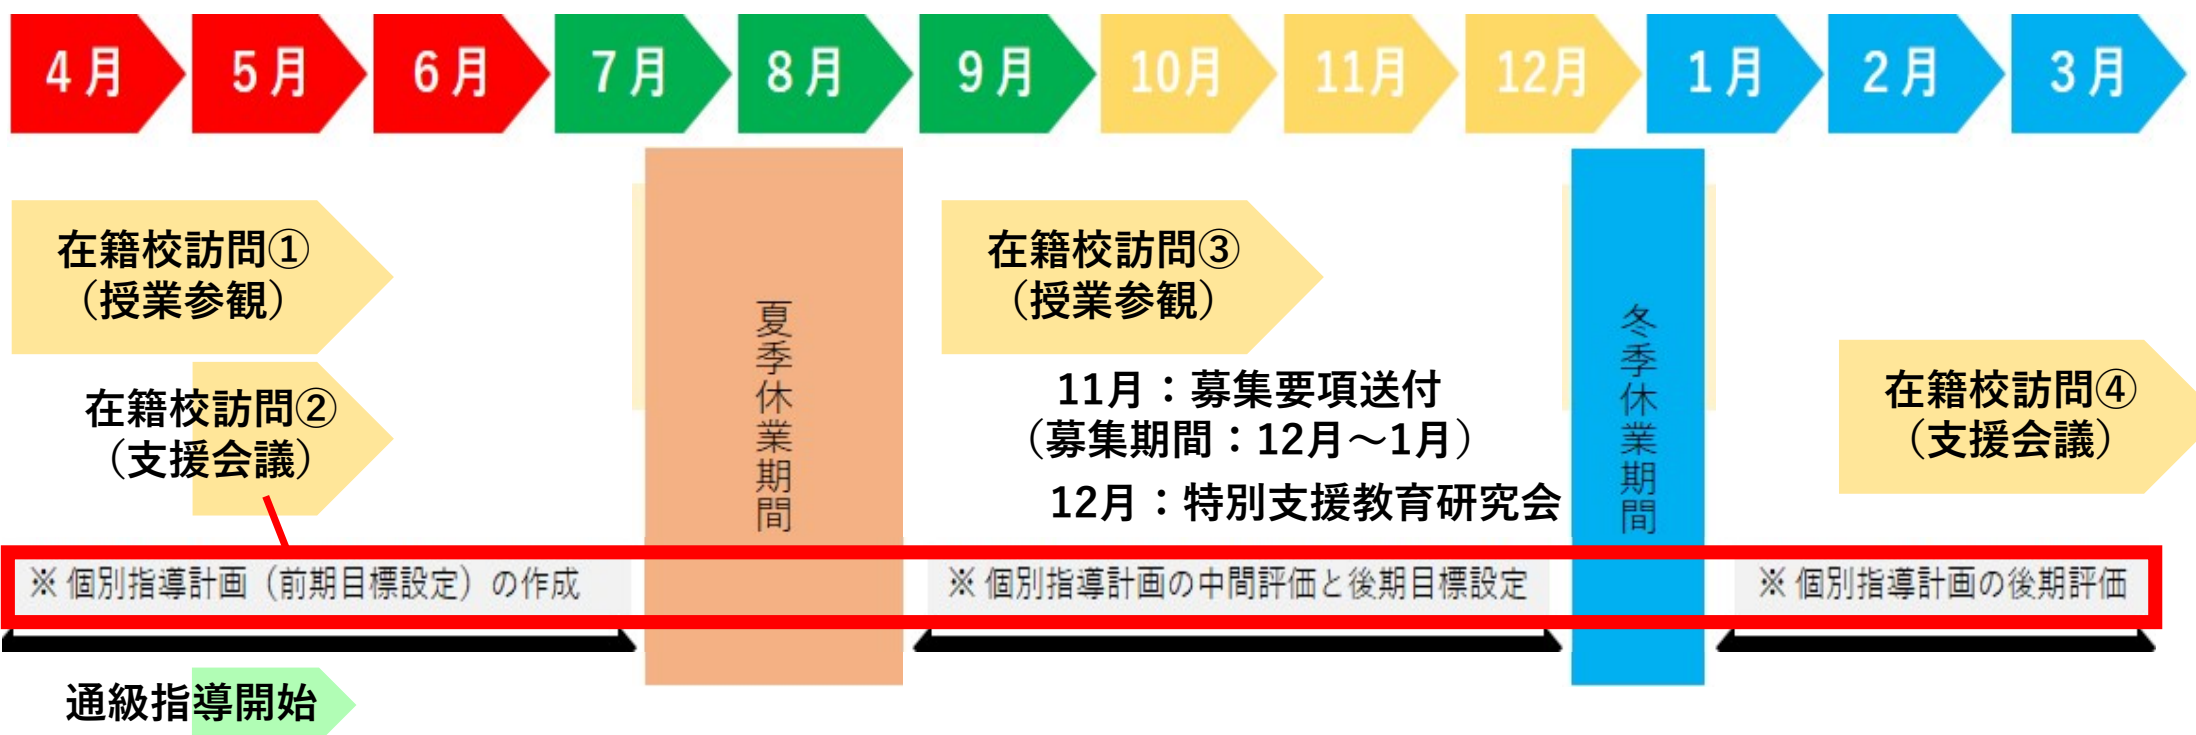 4月 5月 6月 7月 8月 9月 10月 11月 12月 1月 2月 3月
在籍校訪問①
（授業参観）
在籍校訪問②
（支援会議）
夏季休業期間
在籍校訪問③
（授業参観）
11月：募集要項送付
（募集期間：12月～1月）
12月：特別支援教育研究会
冬季休業期間
在籍校訪問④
（支援会議）
※個別指導計画（前期目標設定）の作成
※個別指導計画の中間評価と後期目標設定
※個別指導計画の後期評価
通級指導開始